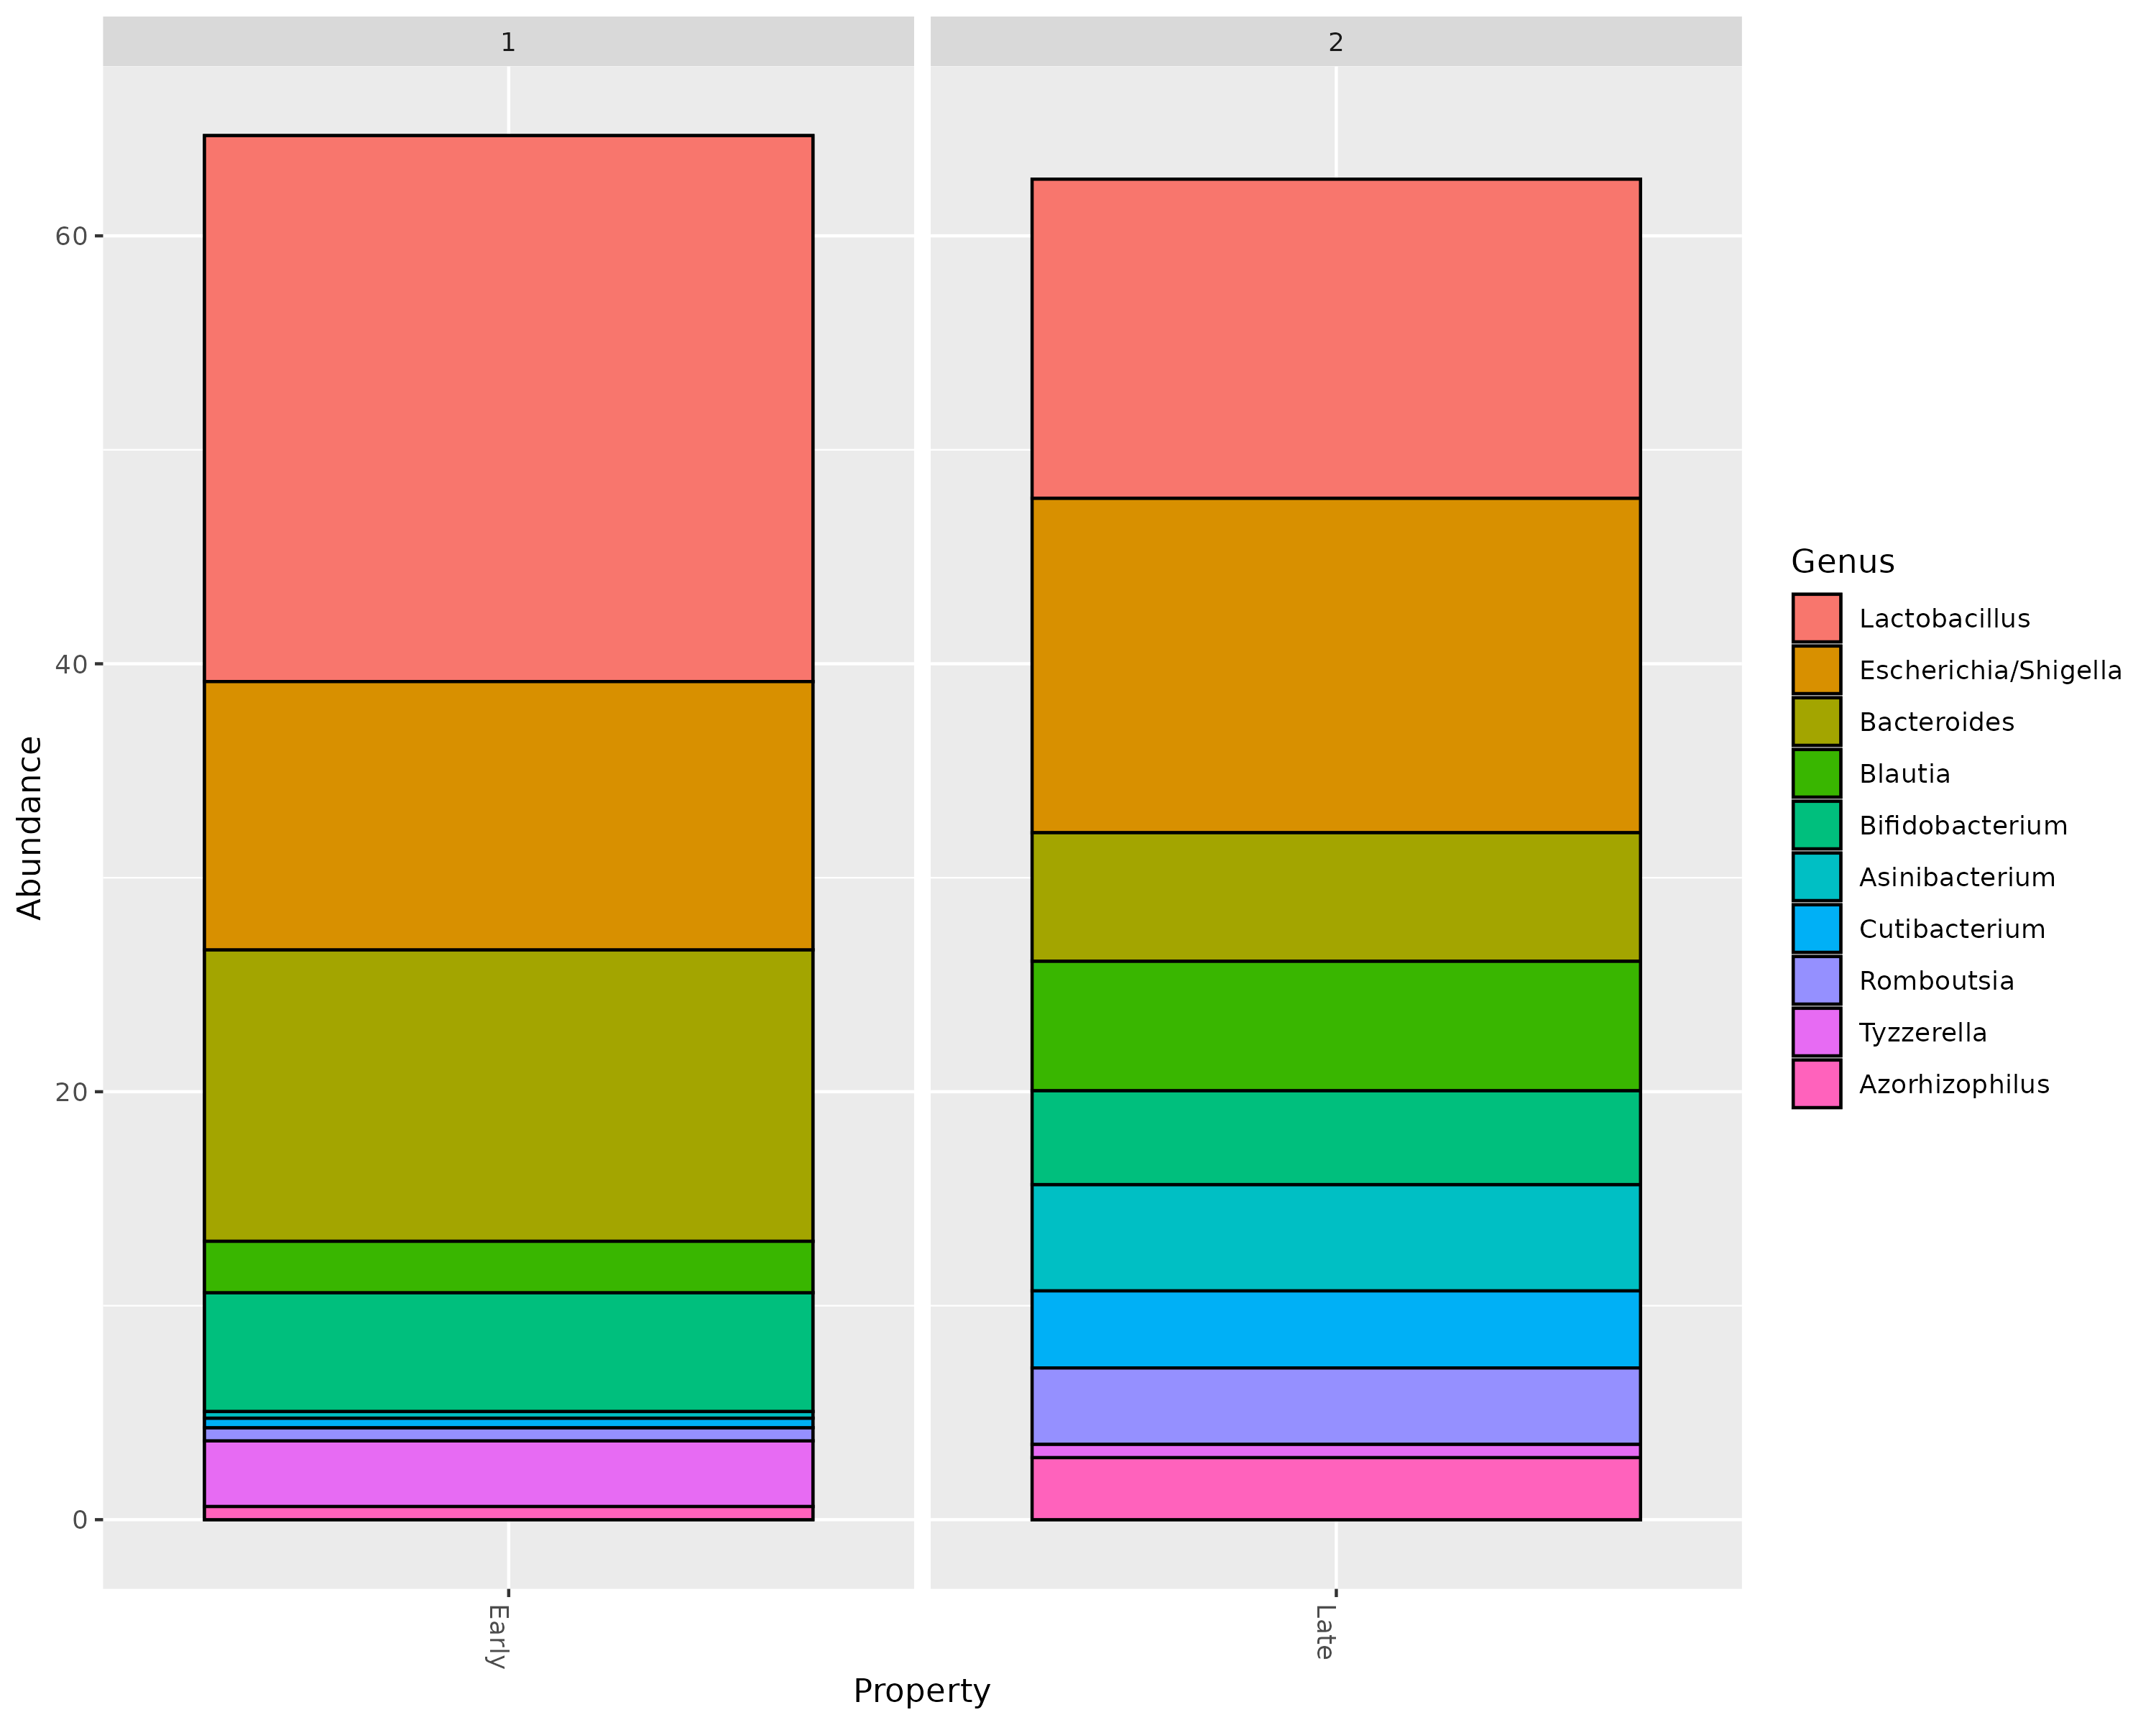 1
2
60
40
20
0
Abundance
Early
Late
Property
Genus
Lactobacillus
Escherichia/Shigella
Bacteroides
Blautia
Bifidobacterium
Asinibacterium
Cutibacterium
Romboutsia
Tyzzerella
Azorhizophilus